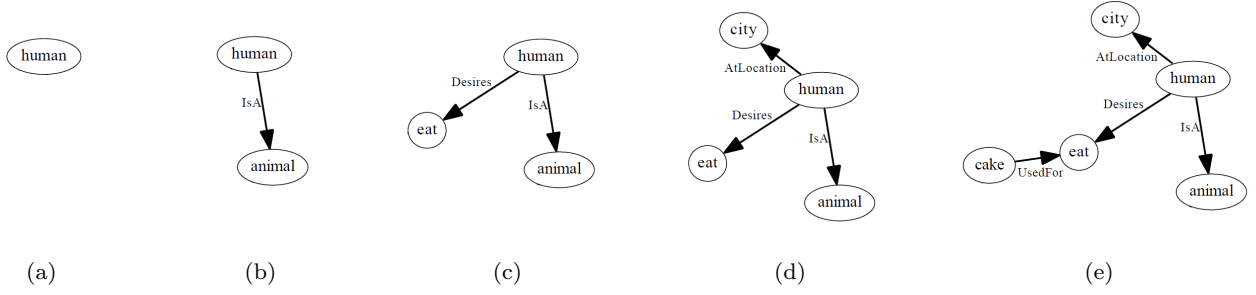 human
(a)
human
IsA
animal
(b)
human
Desires
IsA
eat
animal
(c)
city
AtLocation
human
Desires
IsA
eat
animal
(d)
city
AtLocation
human
Desires
IsA
eat
cake
UsedFor
animal
(e)